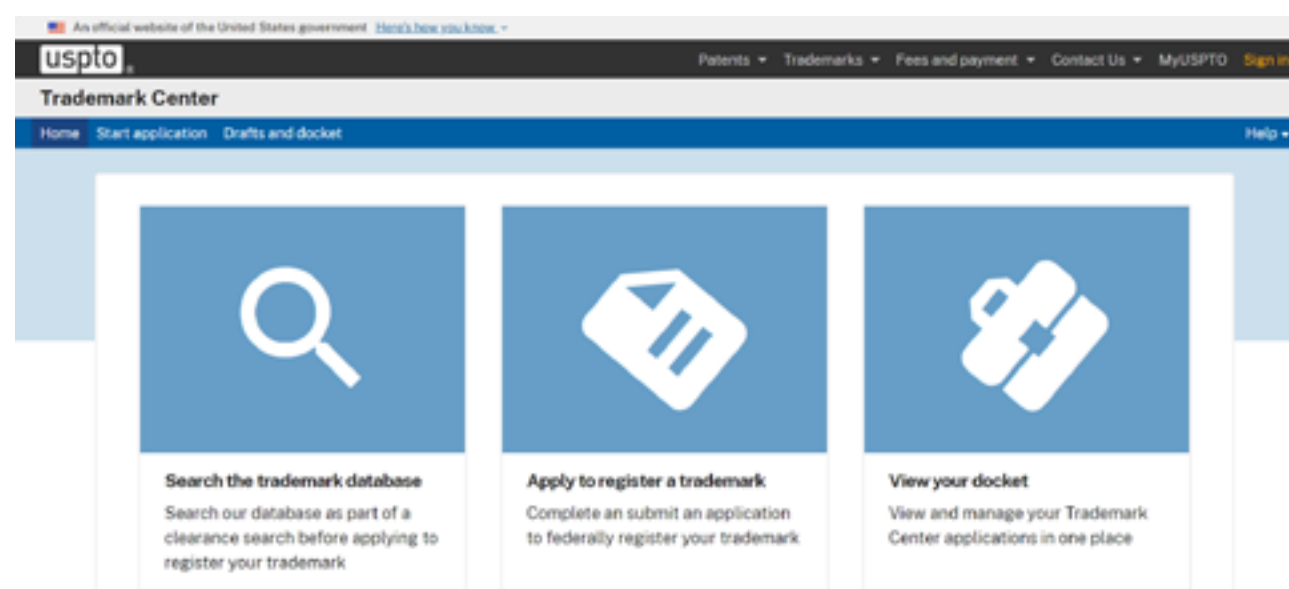 An official website of the United States government Here's how you know
uspto
Patents Trademarks Fees and payment Contact Us MyUSPTO Sign in
Trademark Center
Home Start application Drafts and docket Help
Search the trademark database
Search our database as part of a
clearance search before applying to
register your trademark
Apply to register a trademark
Complete an submit an application
to federally register your trademark
View your docket
View and manage your Trademark
Center applications in one place